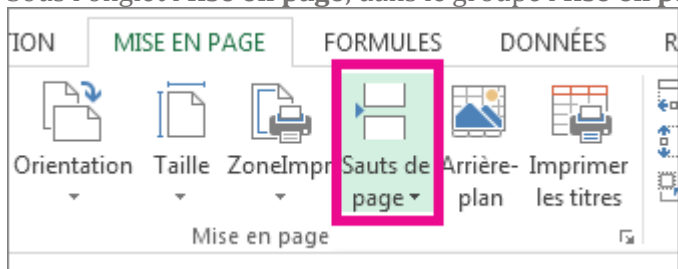 ION MISE EN PAGE FORMULES DONNÉES R
Orientation Taille ZoneImpr Sauts de Arrière- Imprimer
page plan les titres
Mise en page